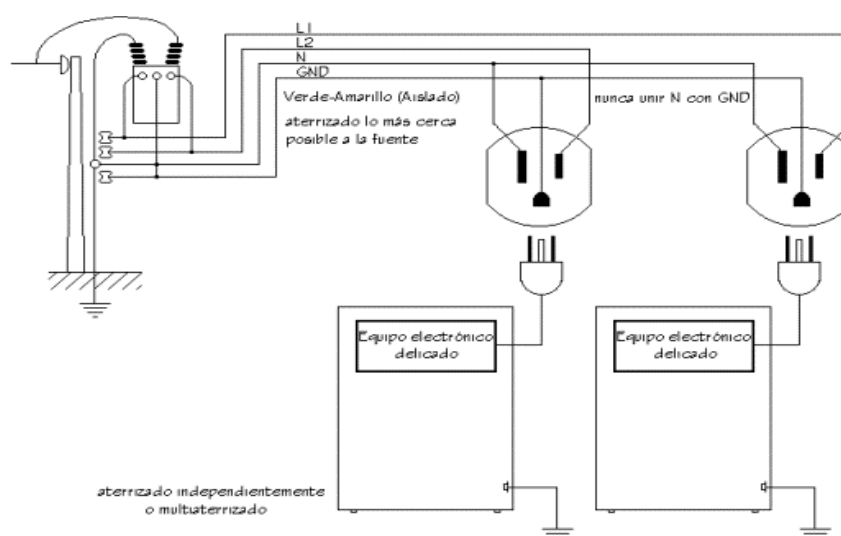 L1
L2
N
GND
Verde-Amarillo (Aislado)
aterrizado lo más cerca
posible a la fuente
nunca unir N con GND
Equipo electrónico
delicado
Equipo electrónico
delicado
aterrizado independientemente
o multiaterrizado